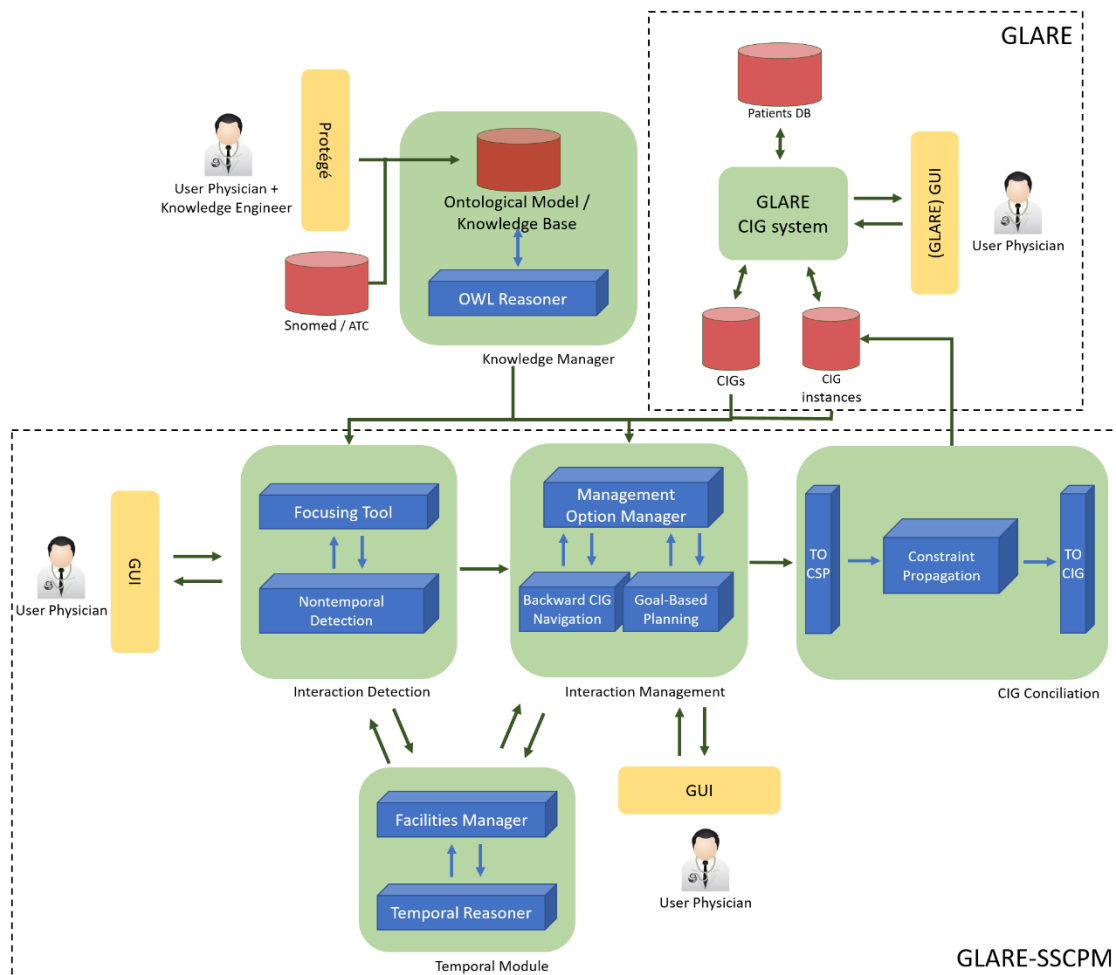 GLARE
Patients DB
Protégé
User Physician +
Knowledge Engineer
Ontological Model /
Knowledge Base
OWL Reasoner
Snomed / ATC
Knowledge Manager
GLARE
CIG system
(GLARE) GUI
User Physician
CIGs
CIG
instances
GUI
User Physician
Focusing Tool
Nontemporal
Detection
Interaction Detection
Management
Option Manager
Backward CIG
Navigation
Goal-Based
Planning
Interaction Management
TO
CSP
Constraint
Propagation
TO
CIG
CIG Conciliation
Facilities Manager
Temporal Reasoner
Temporal Module
GUI
User Physician
GLARE-SSCPM